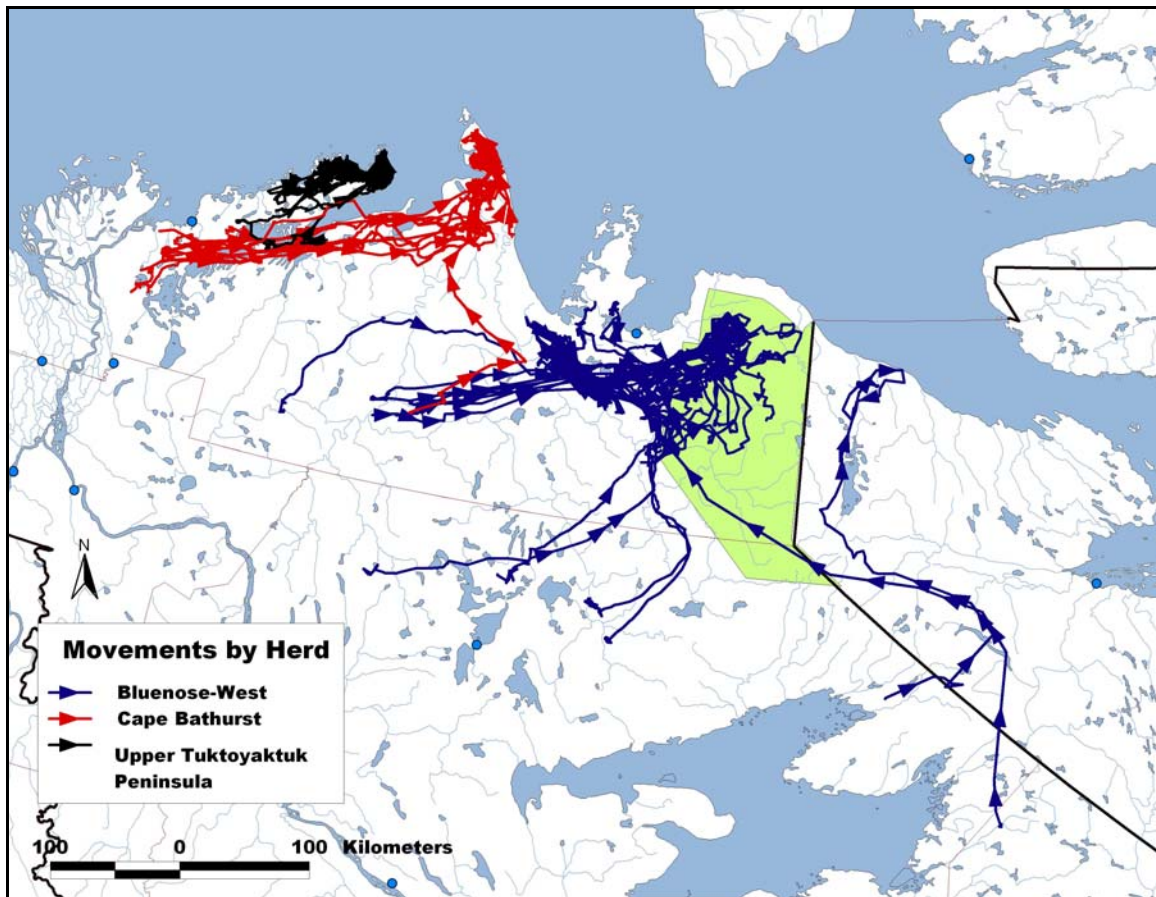 N
Movements by Herd
Bluenose-West
Cape Bathurst
Upper Tuktoyaktuk
Peninsula
100 0 100 Kilometers